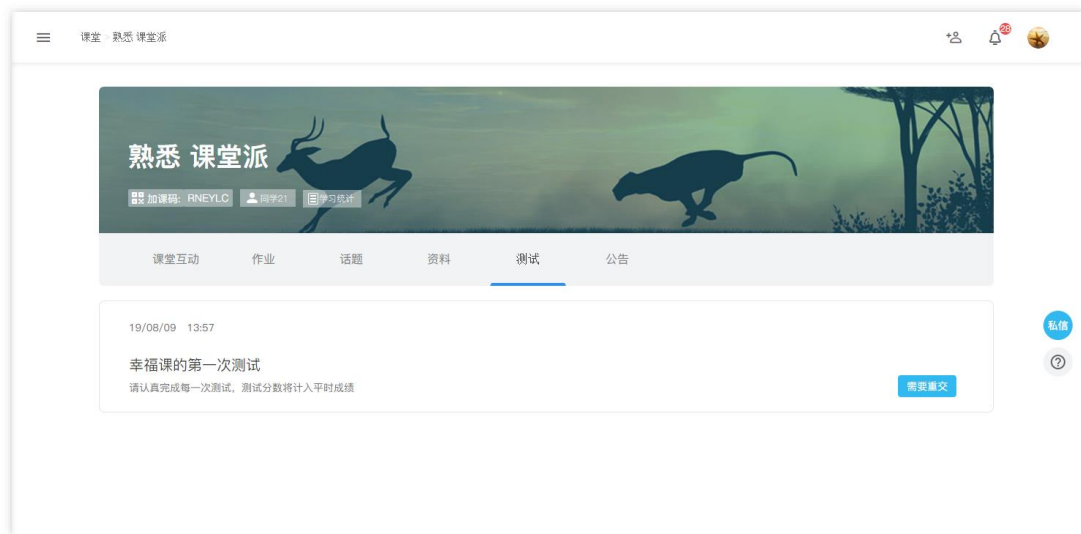 课堂 > 熟悉 课堂派
28
熟悉 课堂派
加课码: RNEYLC 同学21 学习统计
课堂互动 作业 话题 资料 测试 公告
19/08/09 13:57
幸福课的第一次测试
请认真完成每一次测试, 测试分数将计入平时成绩
需要重交
私信